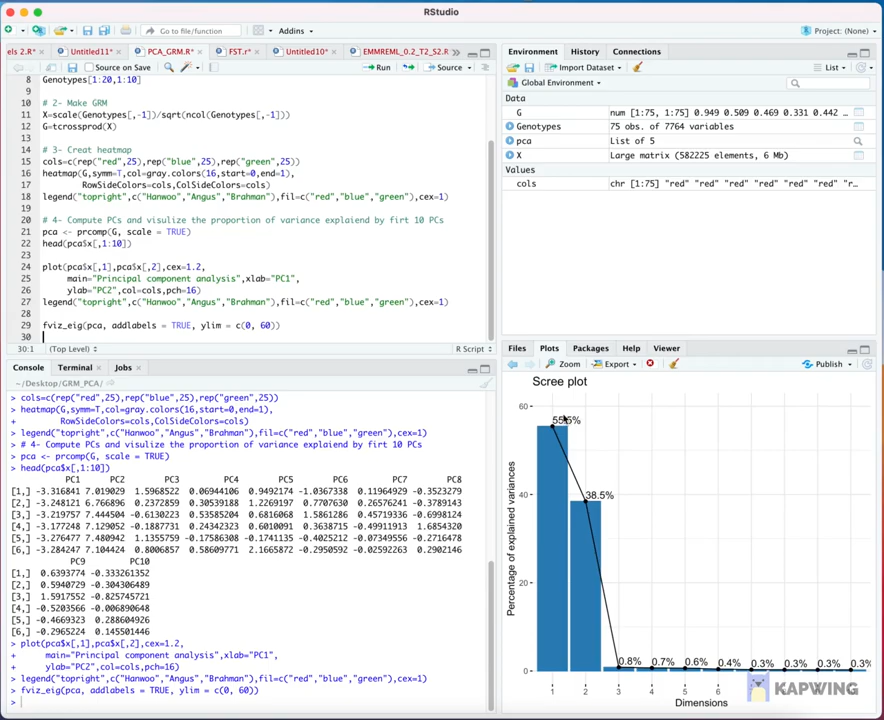 RStudio
Go to file/function
Addins
Project: (None)
els 2.R*
Untitled11*
PCA_GRM.R*
FST.r*
Untitled10*
EMMREML_0.2_T2_S2.R
Source on Save
Run
Source
8 Genotypes[1:20,1:10]
9
10 # 2- Make GRM
11 X=scale(Genotypes[,-1])/sqrt(ncol(Genotypes[,-1]))
12 G=tcrossprod(X)
13
14 # 3- Creat heatmap
15 cols=c(rep("red",25),rep("blue",25),rep("green",25))
16 heatmap(G,symm=T,col=gray.colors(16,start=0,end=1),
17 RowSideColors=cols,ColSideColors=cols)
18 legend("topright",c("Hanwoo","Angus","Brahman"),fil=c("red","blue","green"),cex=1)
19
20 # 4- Compute PCs and visulize the proportion of variance explaiend by firt 10 PCs
21 pca <- prcomp(G, scale = TRUE)
22 head(pca$x[,1:10])
23
24 plot(pca$x[,1],pca$x[,2],cex=1.2,
25 main="Principal component analysis",xlab="PC1",
26 ylab="PC2",col=cols,pch=16)
27 legend("topright",c("Hanwoo","Angus","Brahman"),fil=c("red","blue","green"),cex=1)
28
29 fviz_eig(pca, addlabels = TRUE, ylim = c(0, 60))
30
30:1 (Top Level) R Script
Console Terminal Jobs
~/Desktop/GRM_PCA/
> cols=c(rep("red",25),rep("blue",25),rep("green",25))
> heatmap(G,symm=T,col=gray.colors(16,start=0,end=1),
+ RowSideColors=cols,ColSideColors=cols)
> legend("topright",c("Hanwoo","Angus","Brahman"),fil=c("red","blue","green"),cex=1)
> # 4- Compute PCs and visulize the proportion of variance explaiend by firt 10 PCs
> pca <- prcomp(G, scale = TRUE)
> head(pca$x[,1:10])
PC1 PC2 PC3 PC4 PC5 PC6 PC7 PC8
[1,] -3.316841 7.019029 1.5968522 0.06944106 0.9492174 -1.0367338 0.11964929 -0.3523279
[2,] -3.248121 6.766896 0.2372859 0.30539188 1.2269197 0.7707630 0.26576241 -0.3789143
[3,] -3.219757 7.444504 -0.6130223 0.53585204 0.6816068 1.5861286 0.45719306 -0.6998124
[4,] -3.177248 7.129052 -0.1887731 0.24342323 0.6010091 0.3638715 -0.49911913 1.6854320
[5,] -3.276477 7.480942 1.1355759 -0.17586308 -0.1741135 -0.4025212 -0.07349556 -0.2716478
[6,] -3.284247 7.104424 0.8006857 0.58609771 2.1665872 -0.2950592 -0.02592263 0.2902146
PC9 PC10
[1,] 0.6393774 -0.333261352
[2,] 0.5940729 -0.304306489
[3,] 1.5917552 -0.825745721
[4,] -0.5203566 -0.006890648
[5,] -0.4669323 0.288604926
[6,] -0.2965224 0.145501446
> plot(pca$x[,1],pca$x[,2],cex=1.2,
+ main="Principal component analysis",xlab="PC1",
+ ylab="PC2",col=cols,pch=16)
> legend("topright",c("Hanwoo","Angus","Brahman"),fil=c("red","blue","green"),cex=1)
> fviz_eig(pca, addlabels = TRUE, ylim = c(0, 60))
>
Environment History Connections
Import Dataset
List
Global Environment
Data
G num [1:75, 1:75] 0.949 0.509 0.469 0.331 0.442 ...
Genotypes 75 obs. of 7764 variables
pca List of 5
X Large matrix (582225 elements, 6 Mb)
Values
cols chr [1:75] "red" "red" "red" "red" "red" "red" "r…
Files Plots Packages Help Viewer
Zoom
Export
Publish
Scree plot
Percentage of explained variances
60
40
20
0
55.5%
38.5%
0.8% 0.7% 0.6% 0.4% 0.3% 0.3% 0.3% 0.3%
1 2 3 4 5 6
Dimensions
KAPWING